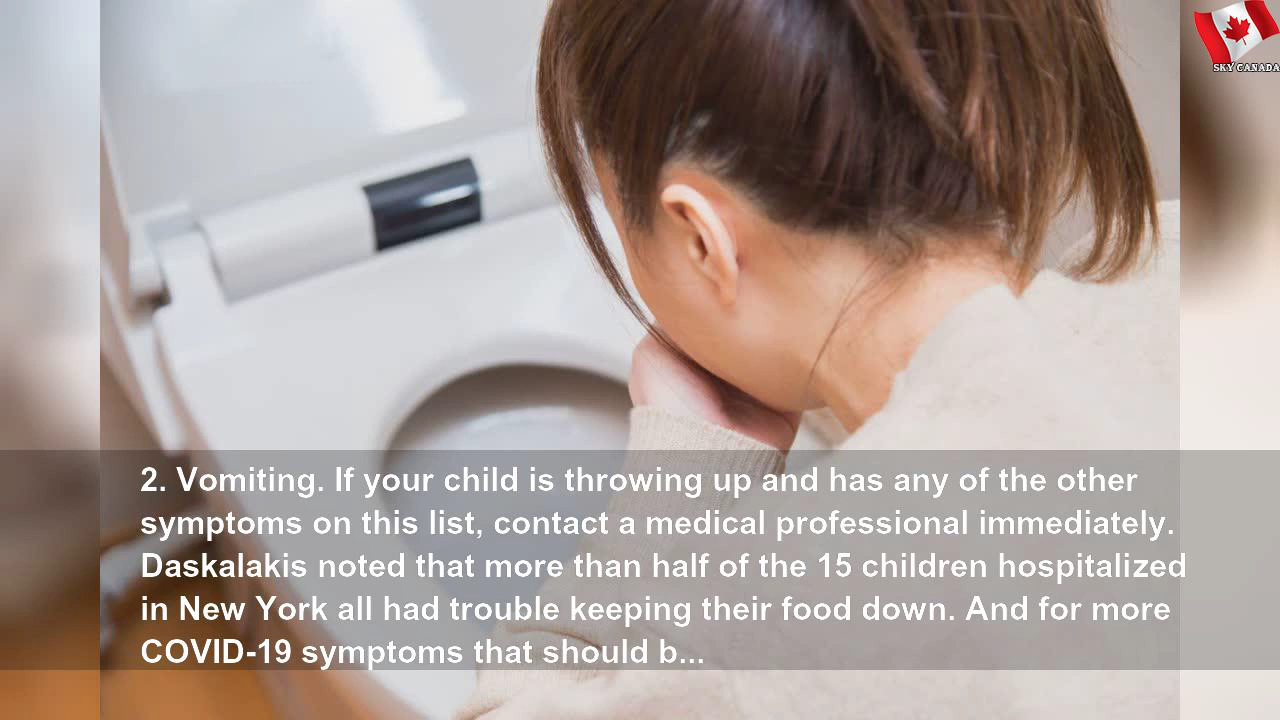 SKY CANADA
2. Vomiting. If your child is throwing up and has any of the other
symptoms on this list, contact a medical professional immediately.
Daskalakis noted that more than half of the 15 children hospitalized
in New York all had trouble keeping their food down. And for more
COVID-19 symptoms that should b...